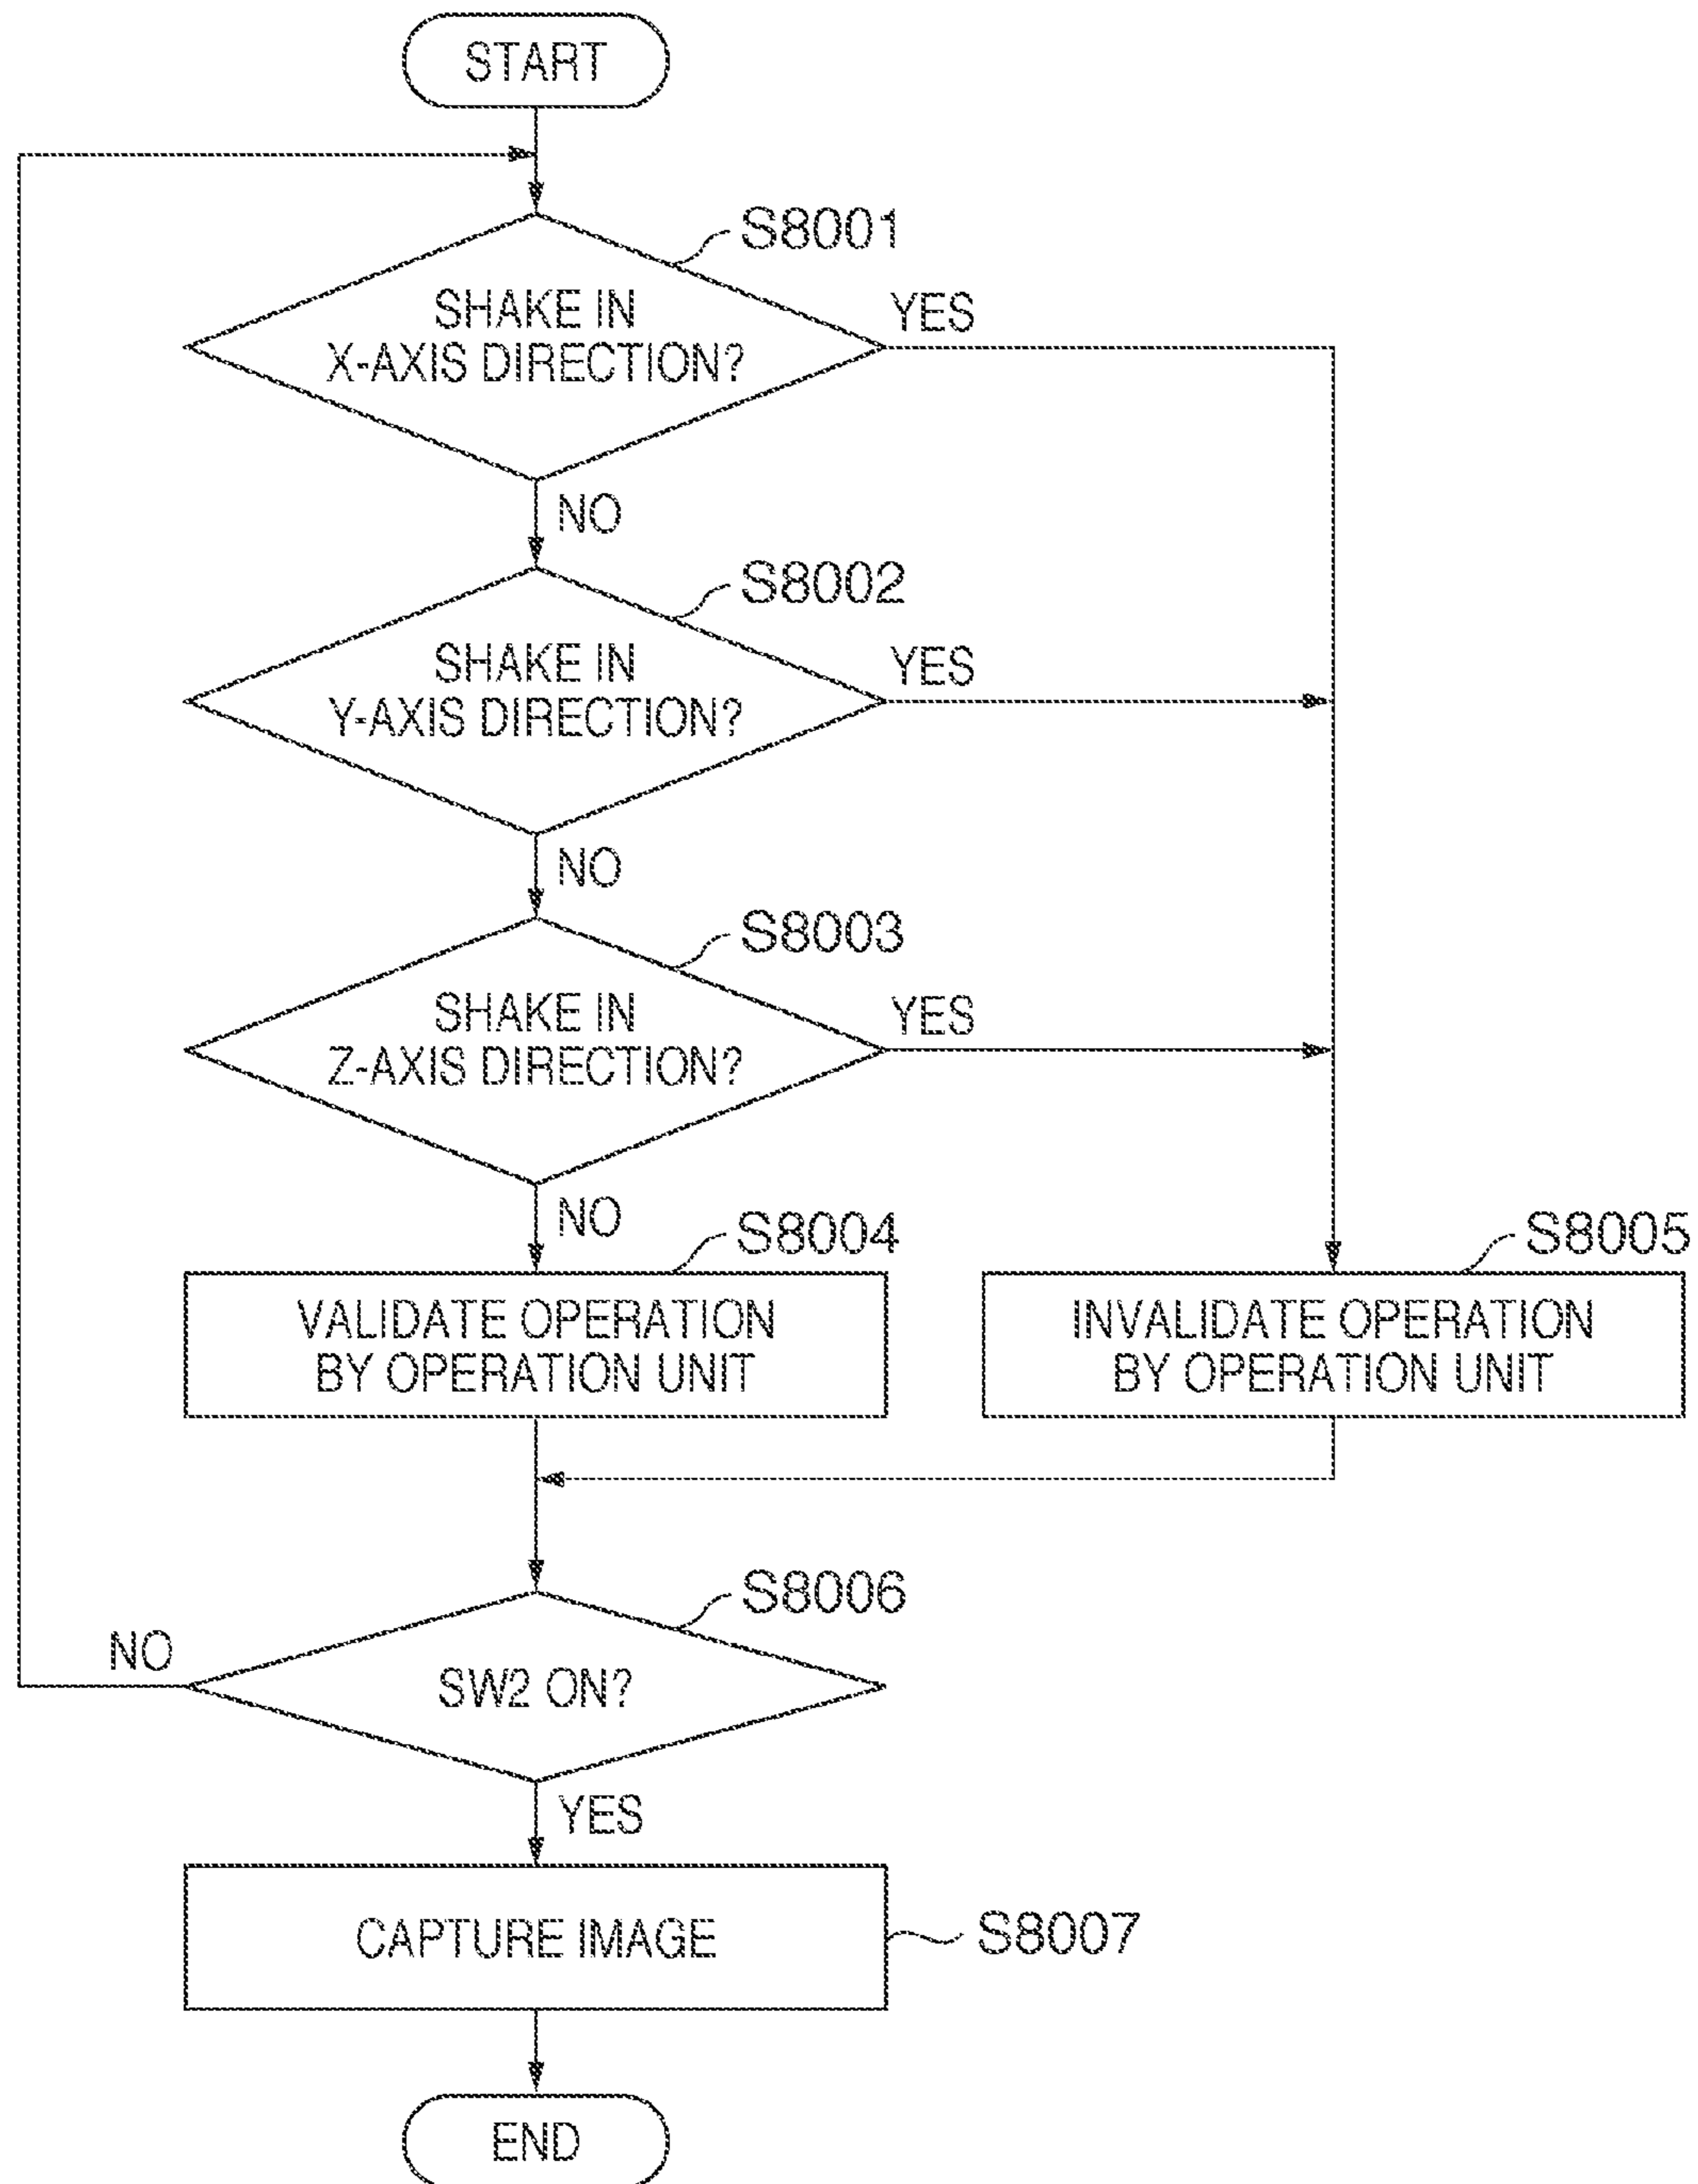 START
S8001
SHAKE IN
X-AXIS DIRECTION?
YES
NO
S8002
SHAKE IN
Y-AXIS DIRECTION?
YES
NO
S8003
SHAKE IN
Z-AXIS DIRECTION?
YES
NO
S8004
VALIDATE OPERATION
BY OPERATION UNIT
S8005
INVALIDATE OPERATION
BY OPERATION UNIT
S8006
NO
SW2 ON?
YES
CAPTURE IMAGE
S8007
END